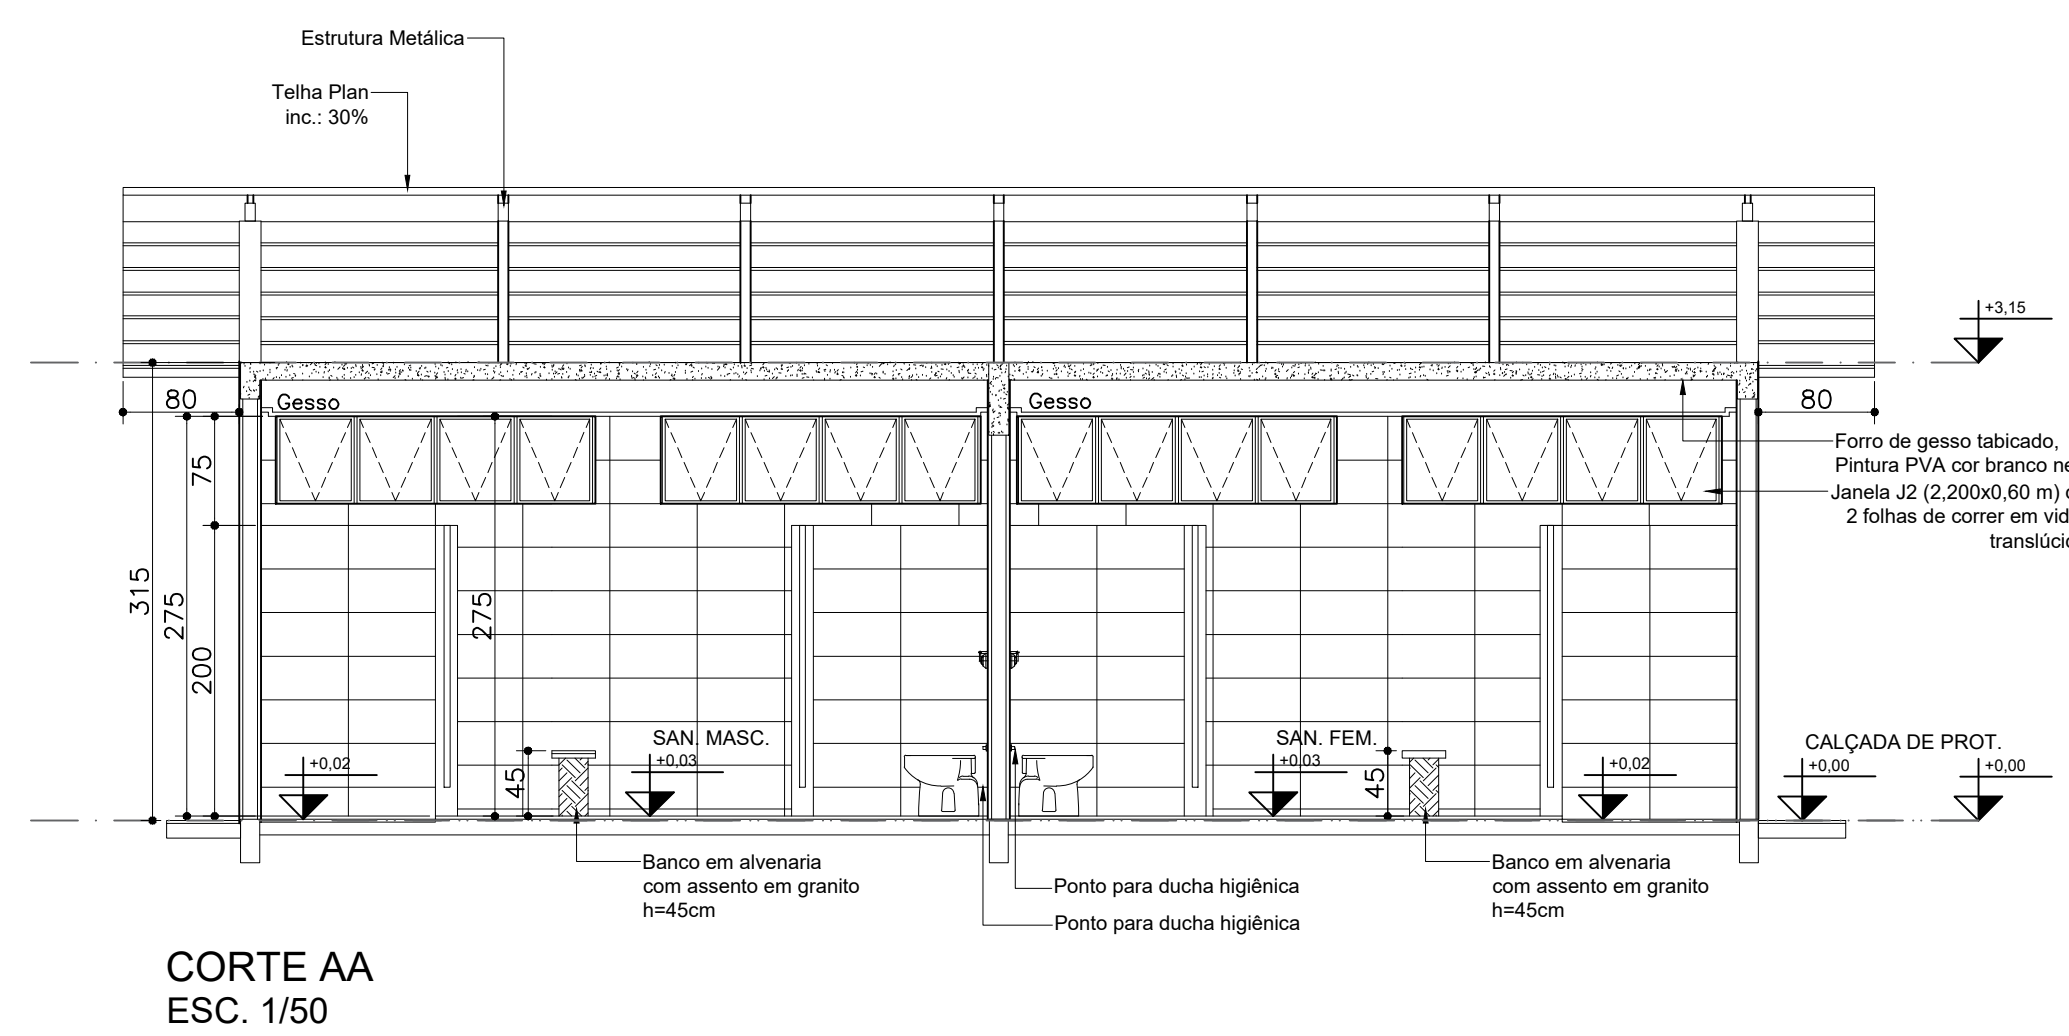 Estrutura Metálica
Telha Plan
inc.: 30%
+3,15
80
Gesso
Gesso
80
75
315
275
200
275
Forro de gesso tabicado,
Pintura PVA cor branco ne
Janela J2 (2,200x0,60 m) c
2 folhas de correr em vid
translúcid
SAN. MASC.
+0,03
SAN. FEM.
+0,03
CALÇADA DE PROT.
+0,02
+0,02
+0,00
+0,00
45
45
Banco em alvenaria
com assento em granito
h=45cm
Ponto para ducha higiênica
Ponto para ducha higiênica
Banco em alvenaria
com assento em granito
h=45cm
CORTE AA
ESC. 1/50